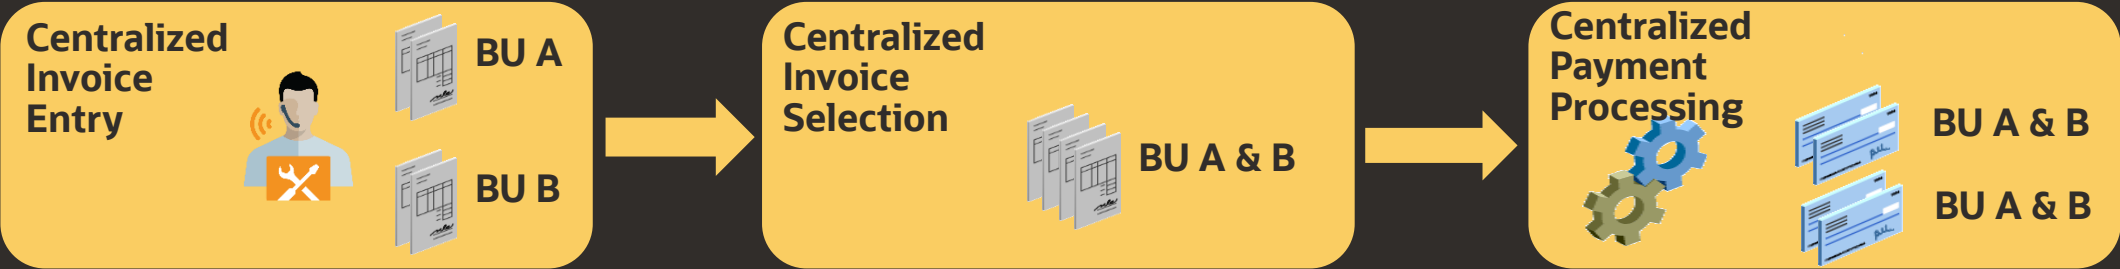 Centralized
Invoice
Entry
BU A
BU B
Centralized
Invoice
Selection
BU A & B
Centralized
Payment
Processing
BU A & B
BU A & B